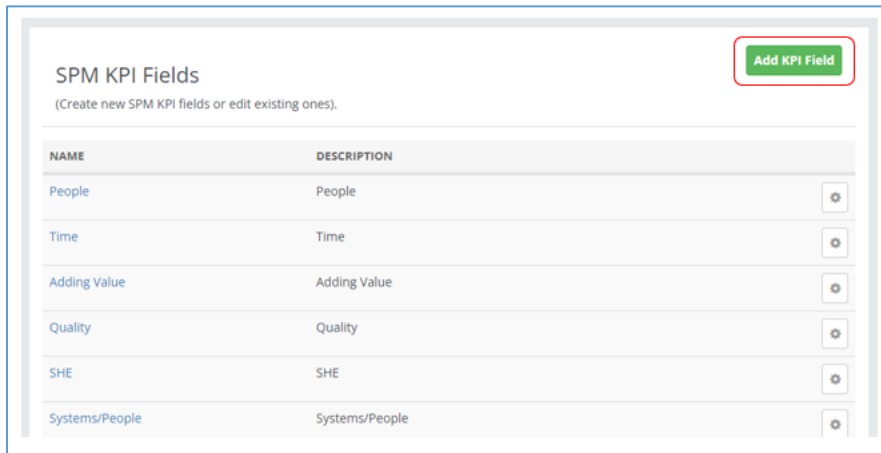 Add KPI Field
SPM KPI Fields
(Create new SPM KPI fields or edit existing ones).
NAME DESCRIPTION
People People
Time Time
Adding Value Adding Value
Quality Quality
SHE SHE
Systems/People Systems/People